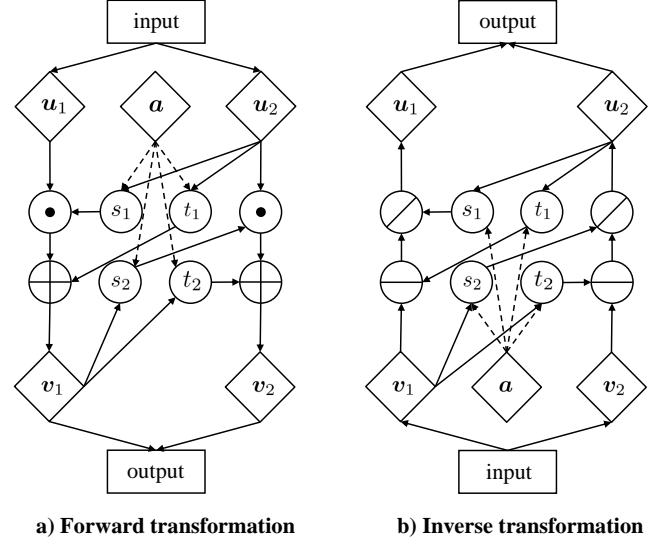 input
output
u1
a
u2
u1
u2
s1
t1
s1
t1
s2
t2
s2
t2
v1
v2
v1
a
v2
output
input
a) Forward transformation
b) Inverse transformation